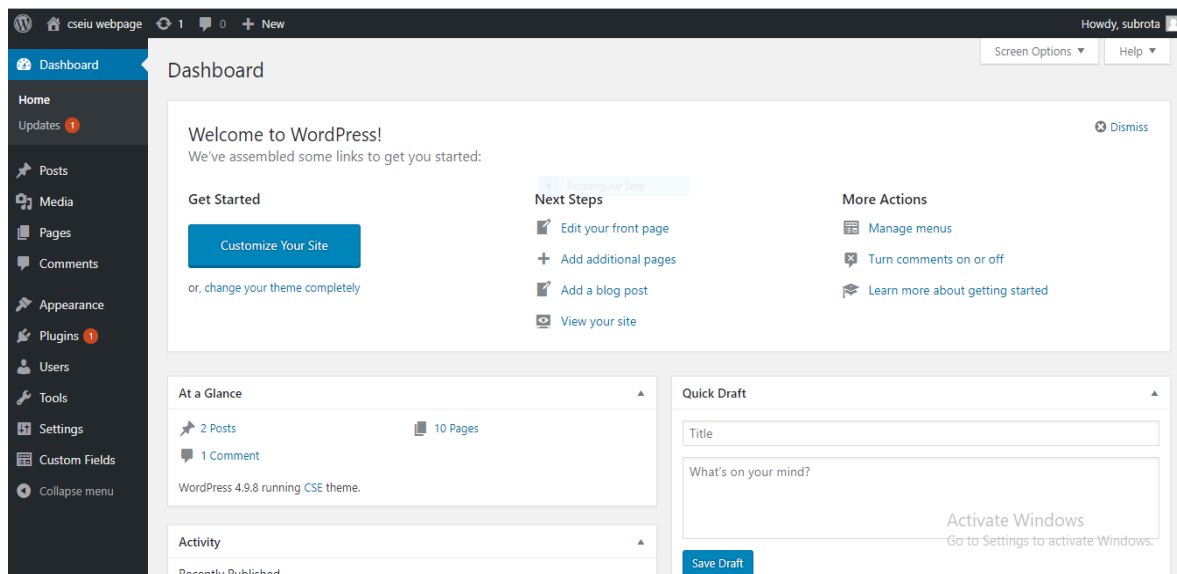 cseiu webpage 1 0 + New Howdy, subrota
Dashboard
Home
Updates 1
Posts
Media
Pages
Comments
Appearance
Plugins 1
Users
Tools
Settings
Custom Fields
Collapse menu
Screen Options Help
Dashboard
Welcome to WordPress!
We've assembled some links to get you started:
Dismiss
Get Started
Customize Your Site
or, change your theme completely
Rectangular Snip
Next Steps
Edit your front page
Add additional pages
Add a blog post
View your site
More Actions
Manage menus
Turn comments on or off
Learn more about getting started
At a Glance
2 Posts 10 Pages
1 Comment
WordPress 4.9.8 running CSE theme.
Activity
Recently Published
Quick Draft
Title
What's on your mind?
Save Draft
Activate Windows
Go to Settings to activate Windows.